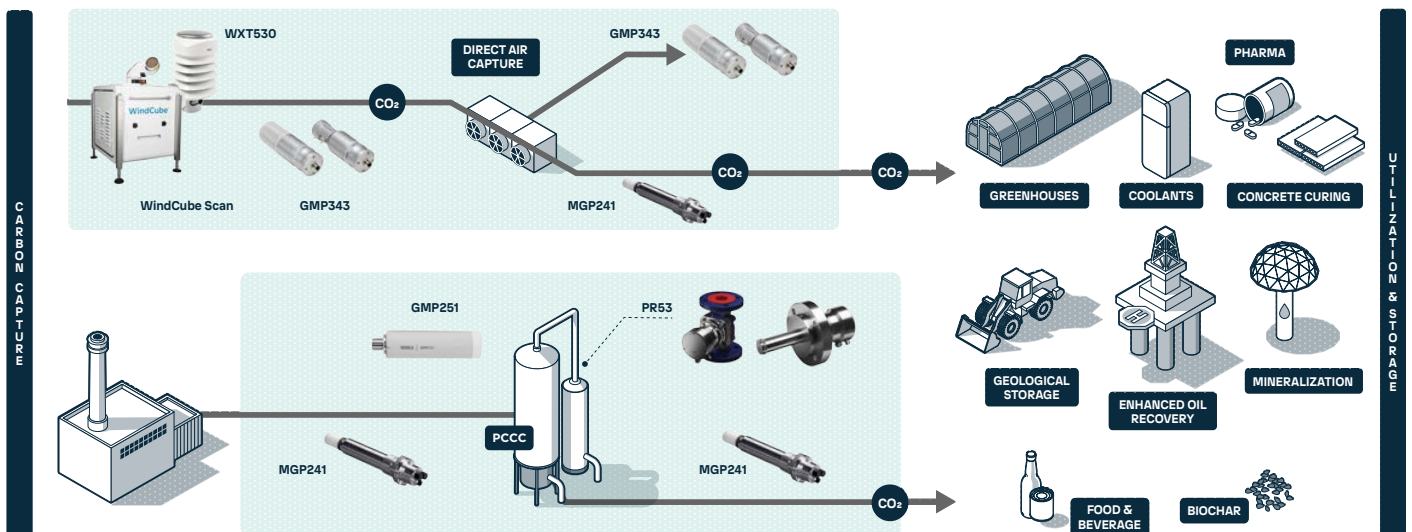 CARBON CAPTURE
WXT530
WindCube
WindCube Scan
GMP343
CO₂
DIRECT AIR
CAPTURE
GMP343
MGP241
CO₂
CO₂
GREENHOUSES
COOLANTS
PHARMA
CONCRETE CURING
GEOLOGICAL
STORAGE
ENHANCED OIL
RECOVERY
MINERALIZATION
GMP251
PR53
PCCC
MGP241
MGP241
CO₂
FOOD &
BEVERAGE
BIOCHAR
UTILIZATION & STORAGE